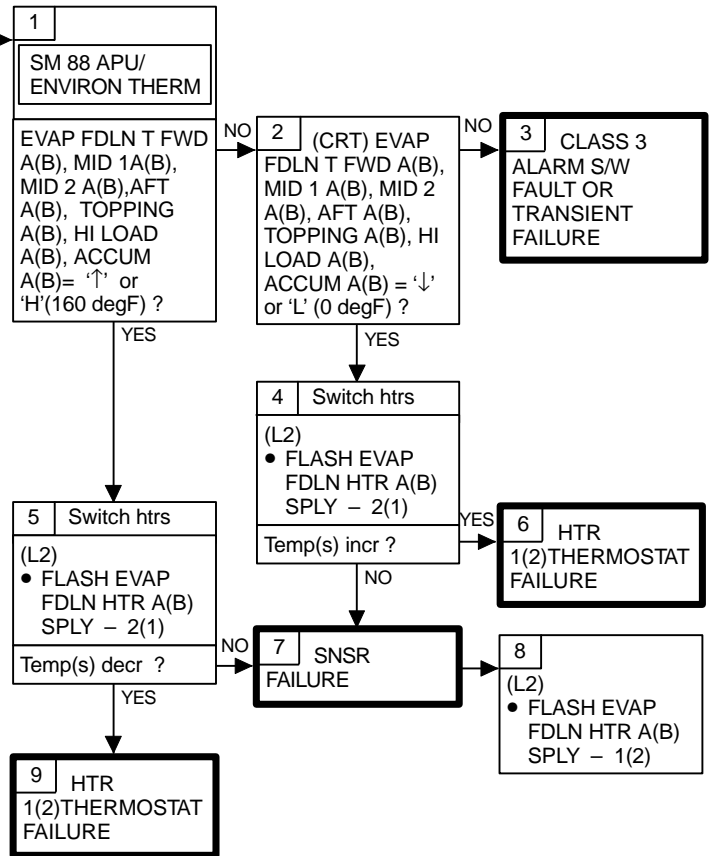 1
SM 88 APU/
ENVIRON THERM
EVAP FDLN T FWD
A(B), MID 1A(B),
MID 2 A(B),AFT
A(B), TOPPING
A(B), HI LOAD
A(B), ACCUM
A(B)= ‘↑’ or
‘H’(160 degF) ?
NO
YES
2 (CRT) EVAP
FDLN T FWD A(B),
MID 1 A(B), MID 2
A(B), AFT A(B),
TOPPING A(B), HI
LOAD A(B),
ACCUM A(B) = ‘↓’
or ‘L’ (0 degF) ?
NO
YES
3 CLASS 3
ALARM S/W
FAULT OR
TRANSIENT
FAILURE
4 Switch htrs
(L2)
• FLASH EVAP
FDLN HTR A(B)
SPLY – 2(1)
Temp(s) incr ?
YES
NO
5 Switch htrs
(L2)
• FLASH EVAP
FDLN HTR A(B)
SPLY – 2(1)
Temp(s) decr ?
NO
YES
6 HTR
1(2)THERMOSTAT
FAILURE
7 SNSR
FAILURE
8
(L2)
• FLASH EVAP
FDLN HTR A(B)
SPLY – 1(2)
9 HTR
1(2)THERMOSTAT
FAILURE